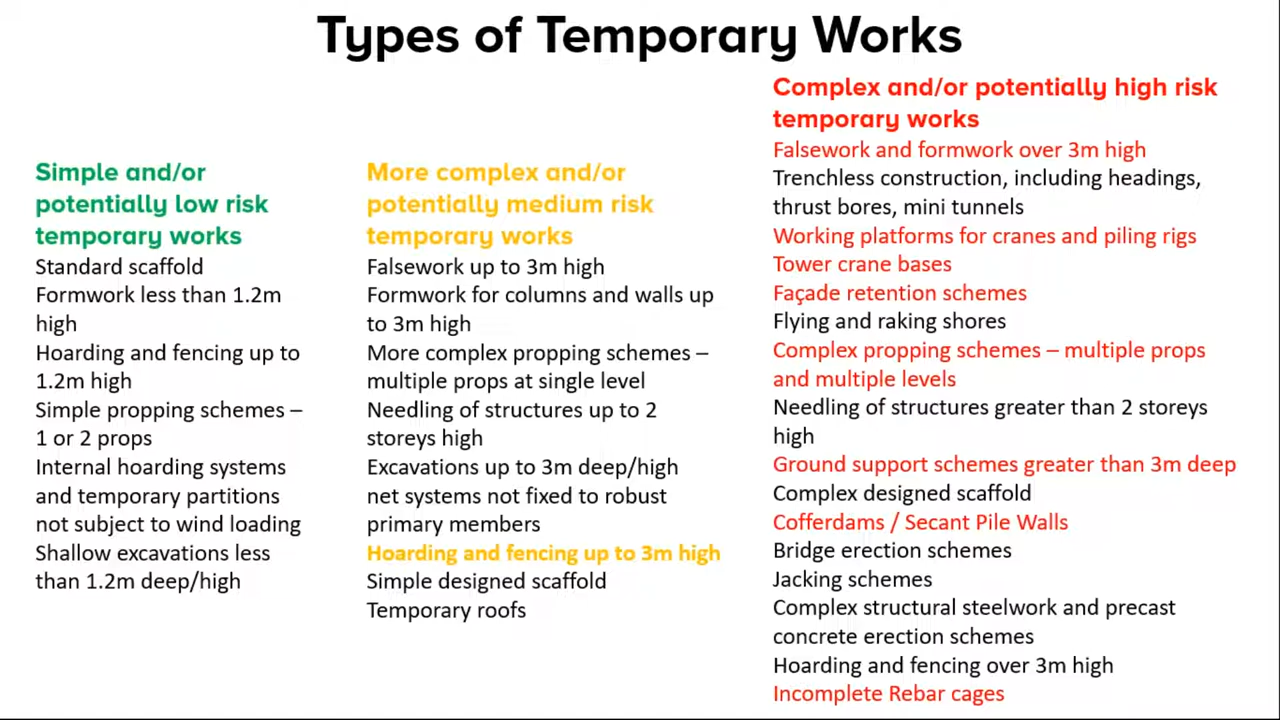 Types of Temporary Works
Simple and/or
potentially low risk
temporary works
Standard scaffold
Formwork less than 1.2m
high
Hoarding and fencing up to
1.2m high
Simple propping schemes –
1 or 2 props
Internal hoarding systems
and temporary partitions
not subject to wind loading
Shallow excavations less
than 1.2m deep/high
More complex and/or
potentially medium risk
temporary works
Falsework up to 3m high
Formwork for columns and walls up
to 3m high
More complex propping schemes –
multiple props at single level
Needling of structures up to 2
storeys high
Excavations up to 3m deep/high
net systems not fixed to robust
primary members
Hoarding and fencing up to 3m high
Simple designed scaffold
Temporary roofs
Complex and/or potentially high risk
temporary works
Falsework and formwork over 3m high
Trenchless construction, including headings,
thrust bores, mini tunnels
Working platforms for cranes and piling rigs
Tower crane bases
Façade retention schemes
Flying and raking shores
Complex propping schemes – multiple props
and multiple levels
Needling of structures greater than 2 storeys
high
Ground support schemes greater than 3m deep
Complex designed scaffold
Cofferdams / Secant Pile Walls
Bridge erection schemes
Jacking schemes
Complex structural steelwork and precast
concrete erection schemes
Hoarding and fencing over 3m high
Incomplete Rebar cages